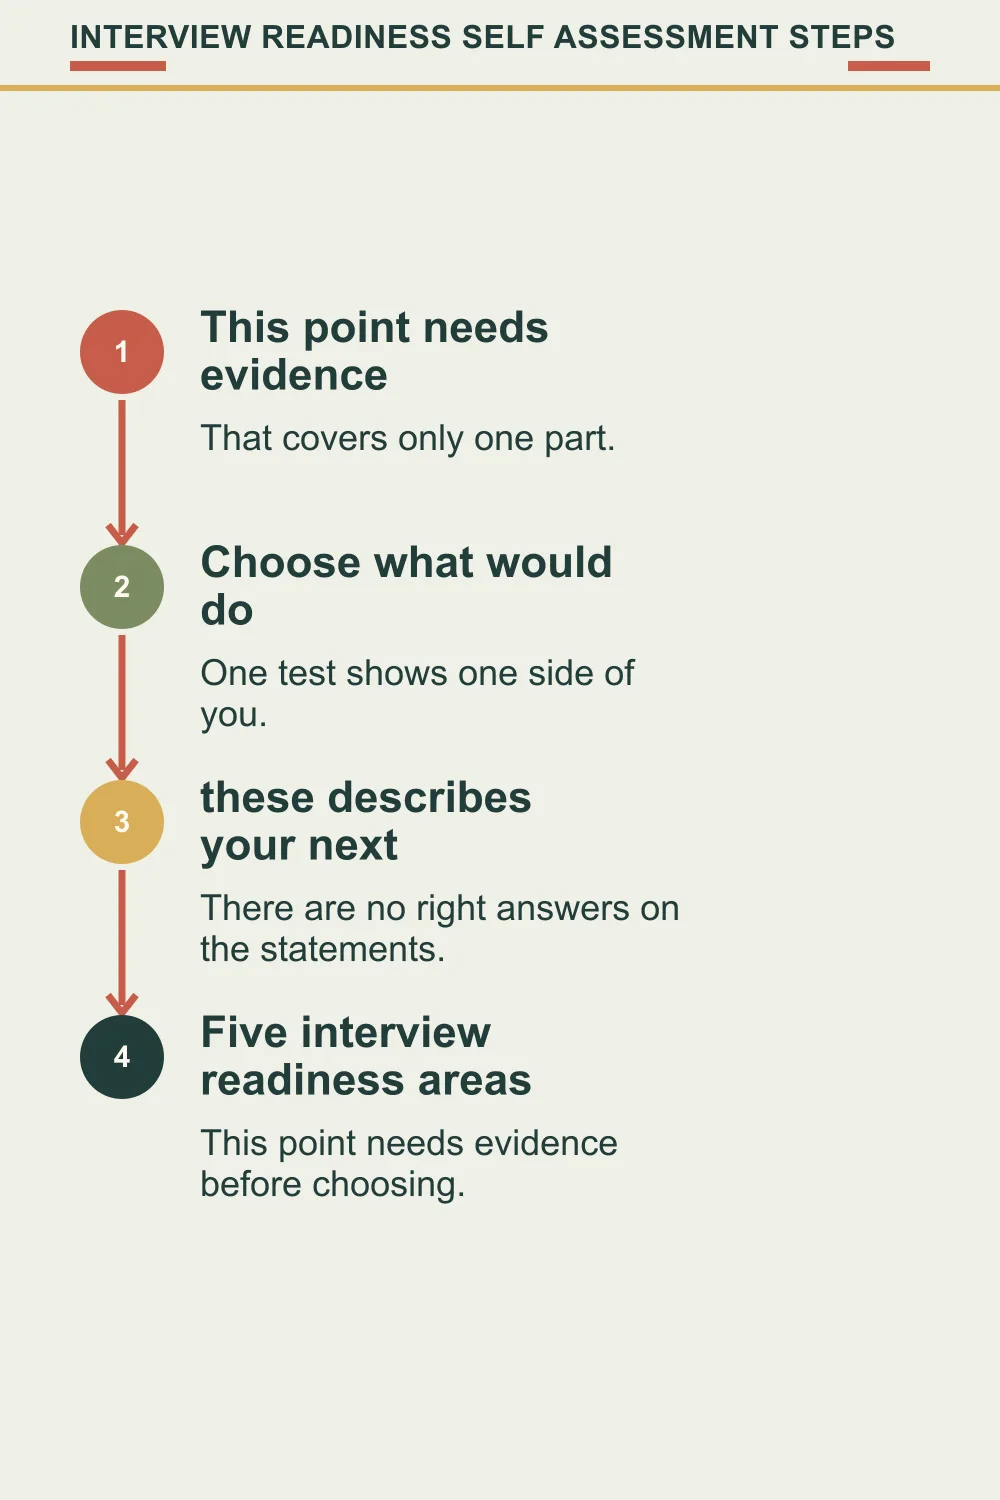 INTERVIEW READINESS SELF ASSESSMENT STEPS
1
This point needs
evidence
That covers only one part.
2
Choose what would
do
One test shows one side of
you.
3
these describes
your next
There are no right answers on
the statements.
4
Five interview
readiness areas
This point needs evidence
before choosing.